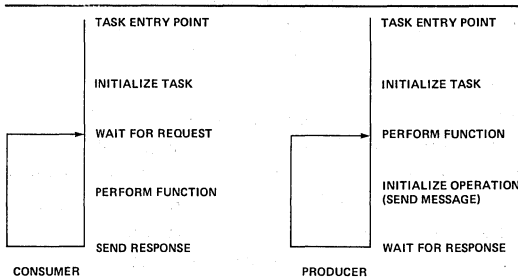 TASK ENTRY POINT
INITIALIZE TASK
WAIT FOR REQUEST
PERFORM FUNCTION
SEND RESPONSE
CONSUMER
TASK ENTRY POINT
INITIALIZE TASK
PERFORM FUNCTION
INITIALIZE OPERATION
(SEND MESSAGE)
WAIT FOR RESPONSE
PRODUCER